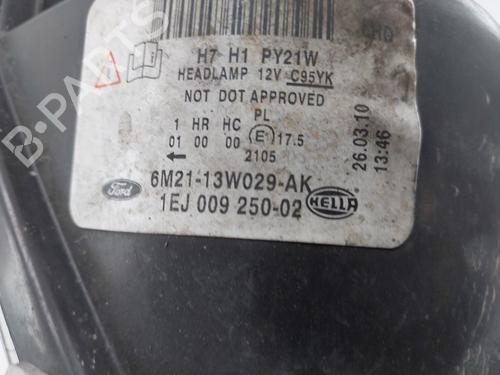 LHD
H7 H1 PY21W
HEADLAMP 12V C95YK
NOT DOT APPROVED
PL
1 HR HC E 17.5
01 00 00
2105
26.03.10
13:46
Ford
6M21-13W029-AK
1EJ 009 250-02
HELLA